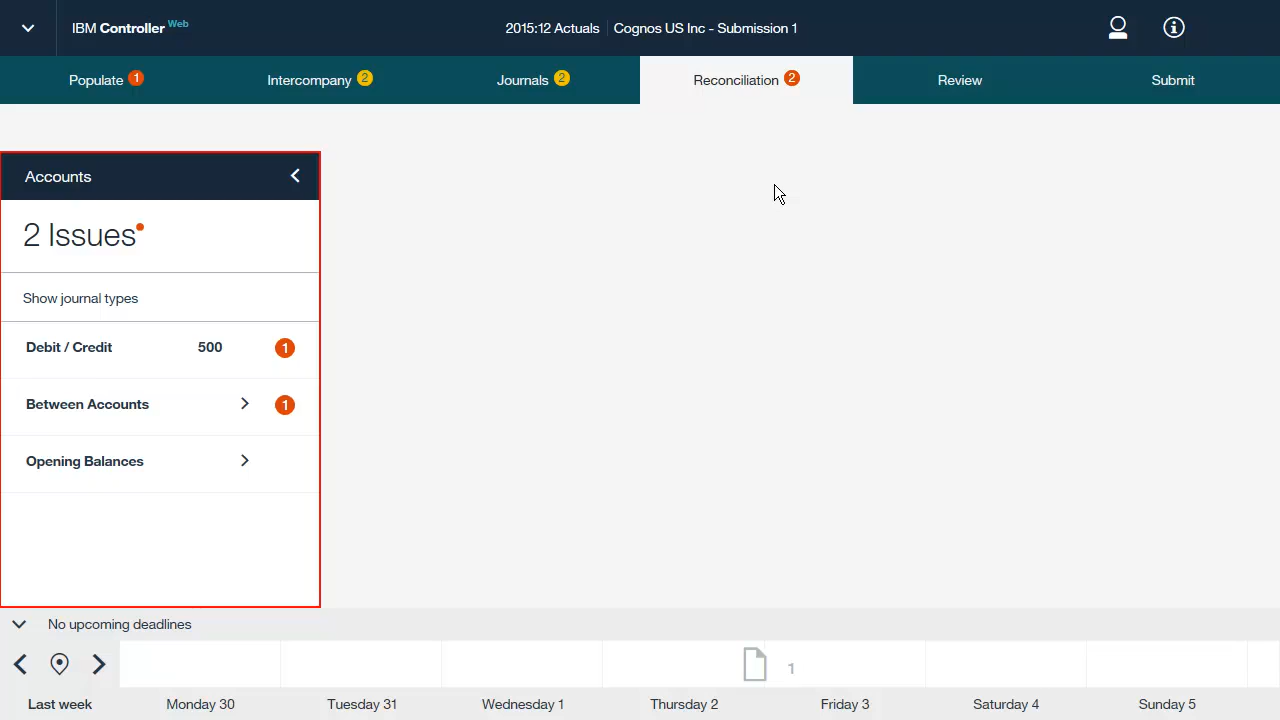 IBM Controller Web
2015:12 Actuals
Cognos US Inc - Submission 1
Populate 1
Intercompany 2
Journals 2
Reconciliation 2
Review
Submit
Accounts
2 Issues
Show journal types
Debit / Credit 500 1
Between Accounts 1
Opening Balances
No upcoming deadlines
1
Last week Monday 30 Tuesday 31 Wednesday 1 Thursday 2 Friday 3 Saturday 4 Sunday 5